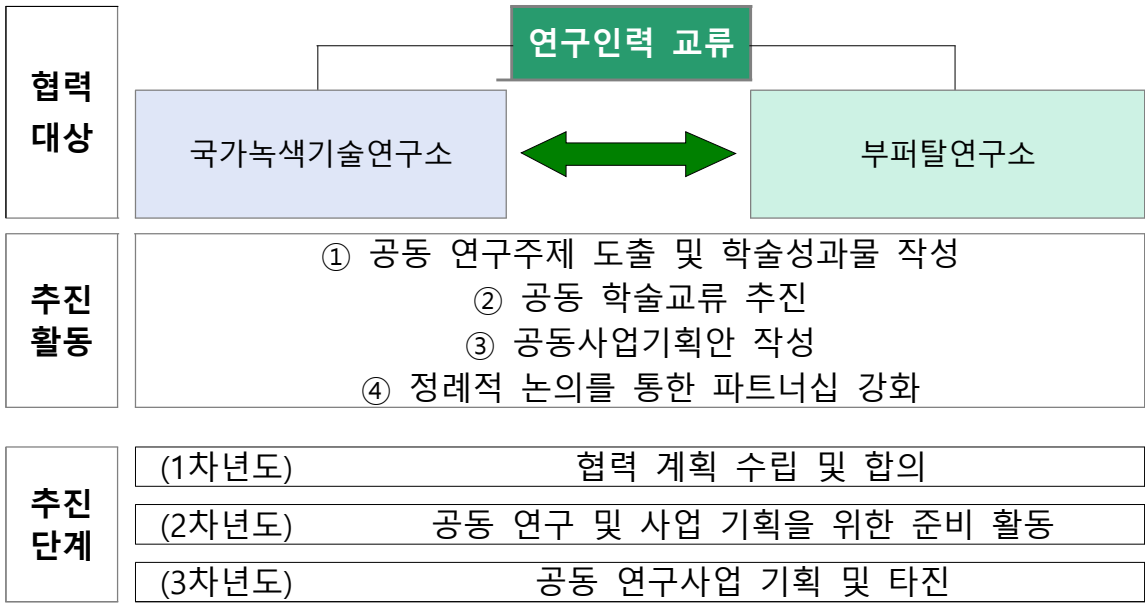 연구인력 교류
협력
대상
국가녹색기술연구소
부퍼탈연구소
추진
활동
① 공동 연구주제 도출 및 학술성과물 작성
② 공동 학술교류 추진
③ 공동사업기획안 작성
④ 정례적 논의를 통한 파트너십 강화
추진
단계
(1차년도) 협력 계획 수립 및 합의
(2차년도) 공동 연구 및 사업 기획을 위한 준비 활동
(3차년도) 공동 연구사업 기획 및 타진